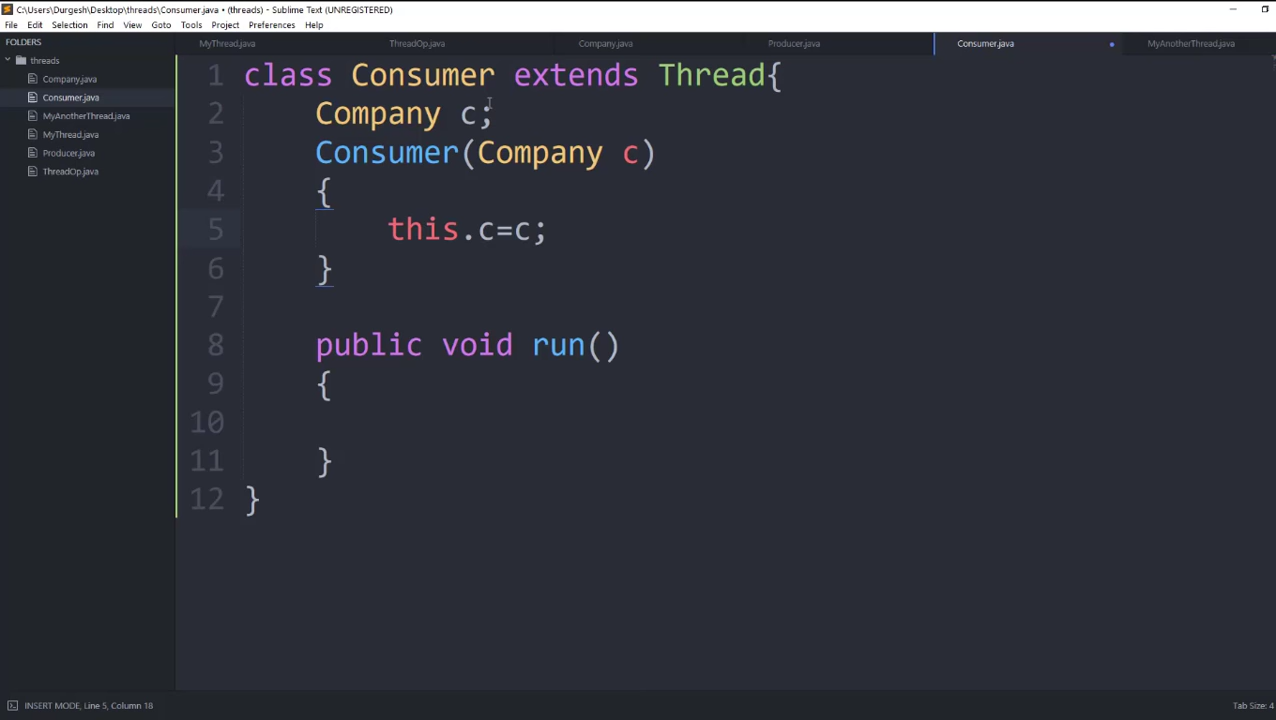 C:\Users\Durgesh\Desktop\threads\Consumer.java • (threads) - Sublime Text (UNREGISTERED)
File Edit Selection Find View Goto Tools Project Preferences Help
FOLDERS
threads
Company.java
Consumer.java
MyAnotherThread.java
MyThread.java
Producer.java
ThreadOp.java
MyThread.java ThreadOp.java Company.java Producer.java Consumer.java MyAnotherThread.java
1 class Consumer extends Thread{
2 Company c;
3 Consumer(Company c)
4 {
5 this.c=c;
6 }
7
8 public void run()
9 {
10
11 }
12 }
INSERT MODE, Line 5, Column 18
Tab Size: 4